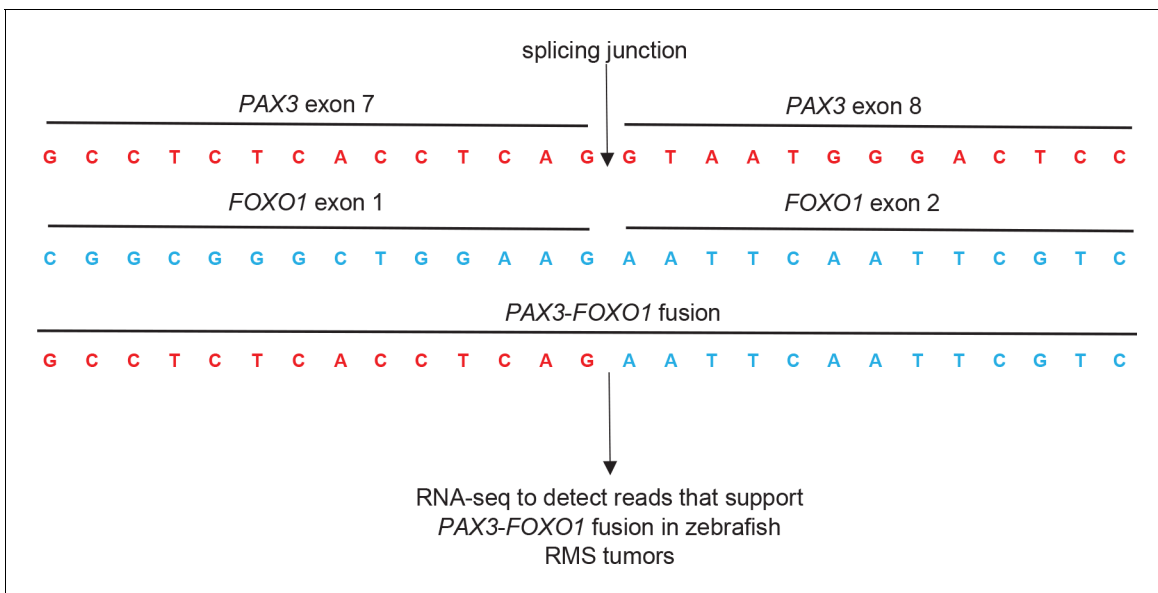 splicing junction
PAX3 exon 7 PAX3 exon 8
G C C T C T C A C C T C A G G T A A T G G G A C T C C
FOXO1 exon 1 FOXO1 exon 2
C G G C G G G C T G G A A G A A T T C A A T T C G T C
PAX3-FOXO1 fusion
G C C T C T C A C C T C A G A A T T C A A T T C G T C
RNA-seq to detect reads that support
PAX3-FOXO1 fusion in zebrafish
RMS tumors